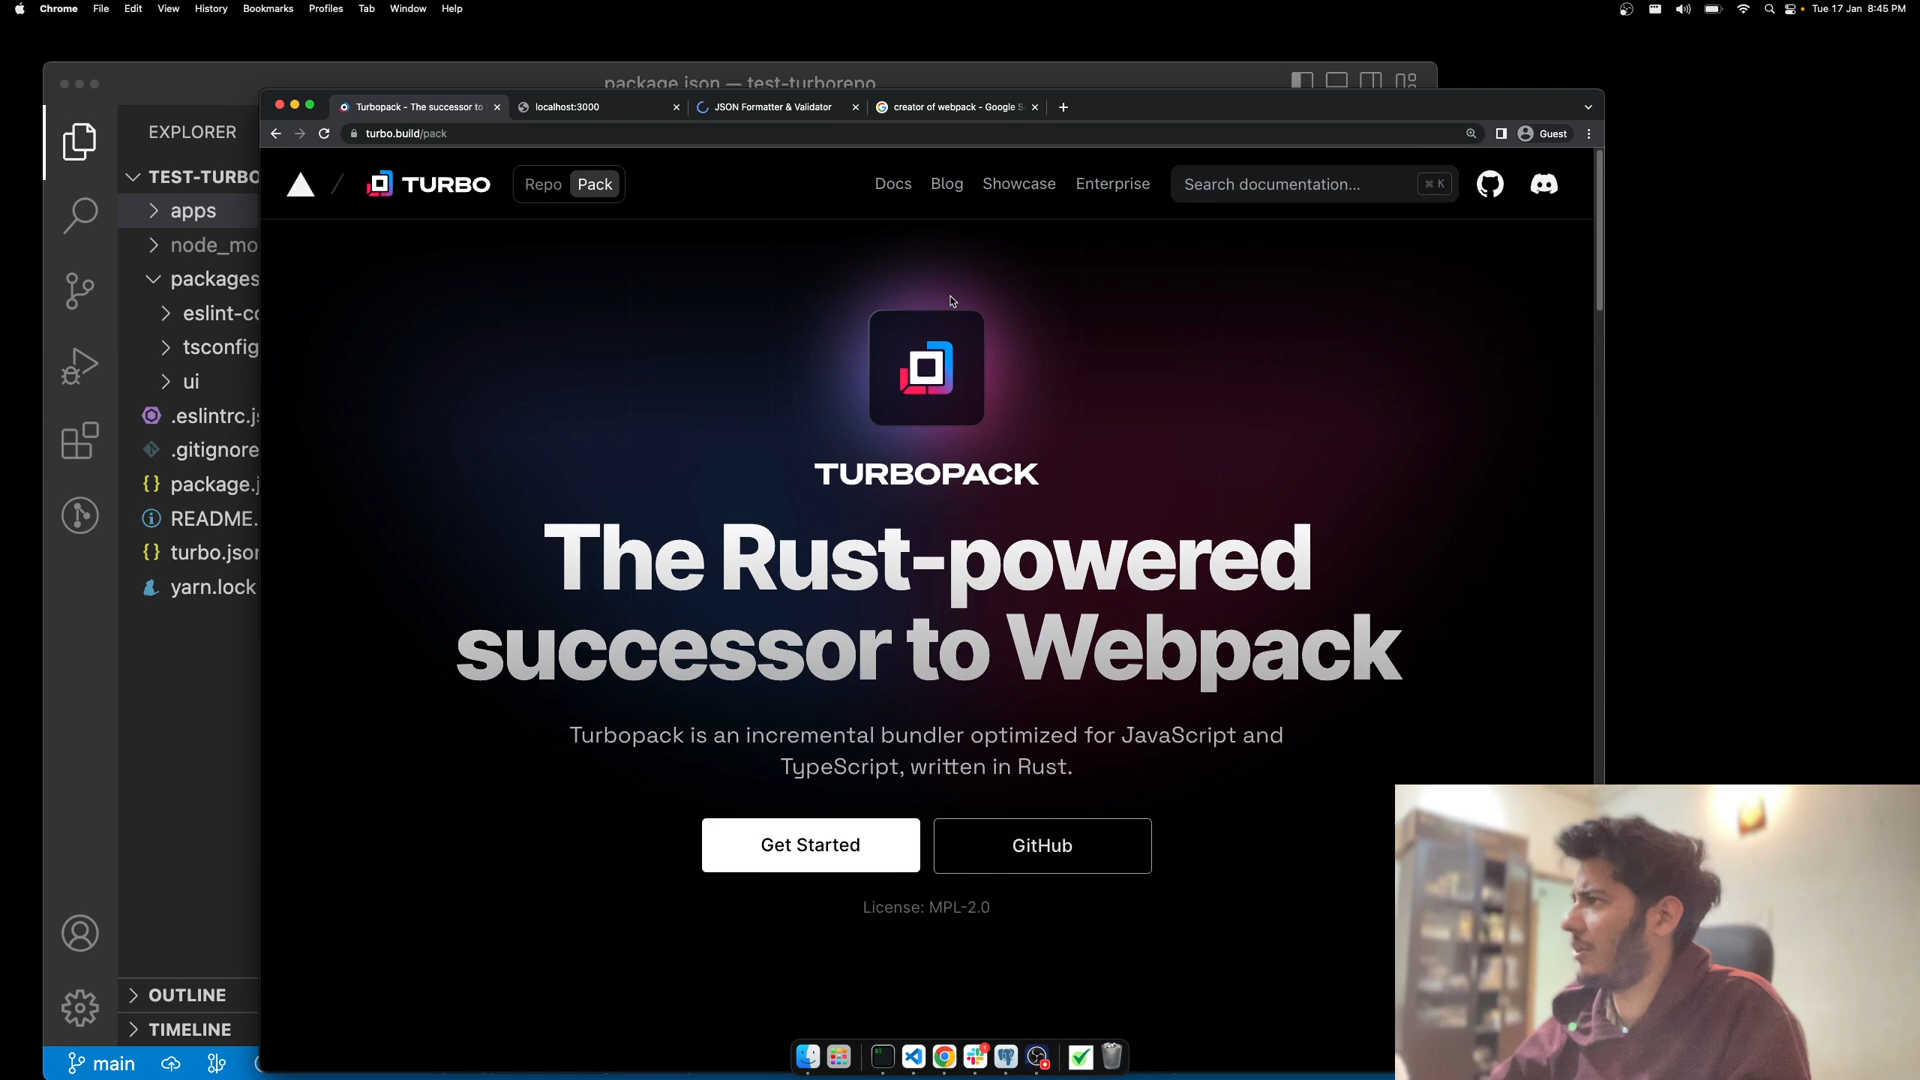 Chrome File Edit View History Bookmarks Profiles Tab Window Help
Tue 17 Jan 8:45 PM
package.json — test-turborepo
Turbopack - The successor to
localhost:3000
JSON Formatter & Validator
creator of webpack - Google S
turbo.build/pack
Guest
EXPLORER
TEST-TURBO
apps
node_mo
packages
eslint-co
tsconfig
ui
.eslintrc.js
.gitignore
package.j
README.
turbo.json
yarn.lock
OUTLINE
TIMELINE
main
TURBO
Repo Pack
Docs Blog Showcase Enterprise
Search documentation...
⌘ K
TURBOPACK
The Rust-powered
successor to Webpack
Turbopack is an incremental bundler optimized for JavaScript and
TypeScript, written in Rust.
Get Started
GitHub
License: MPL-2.0